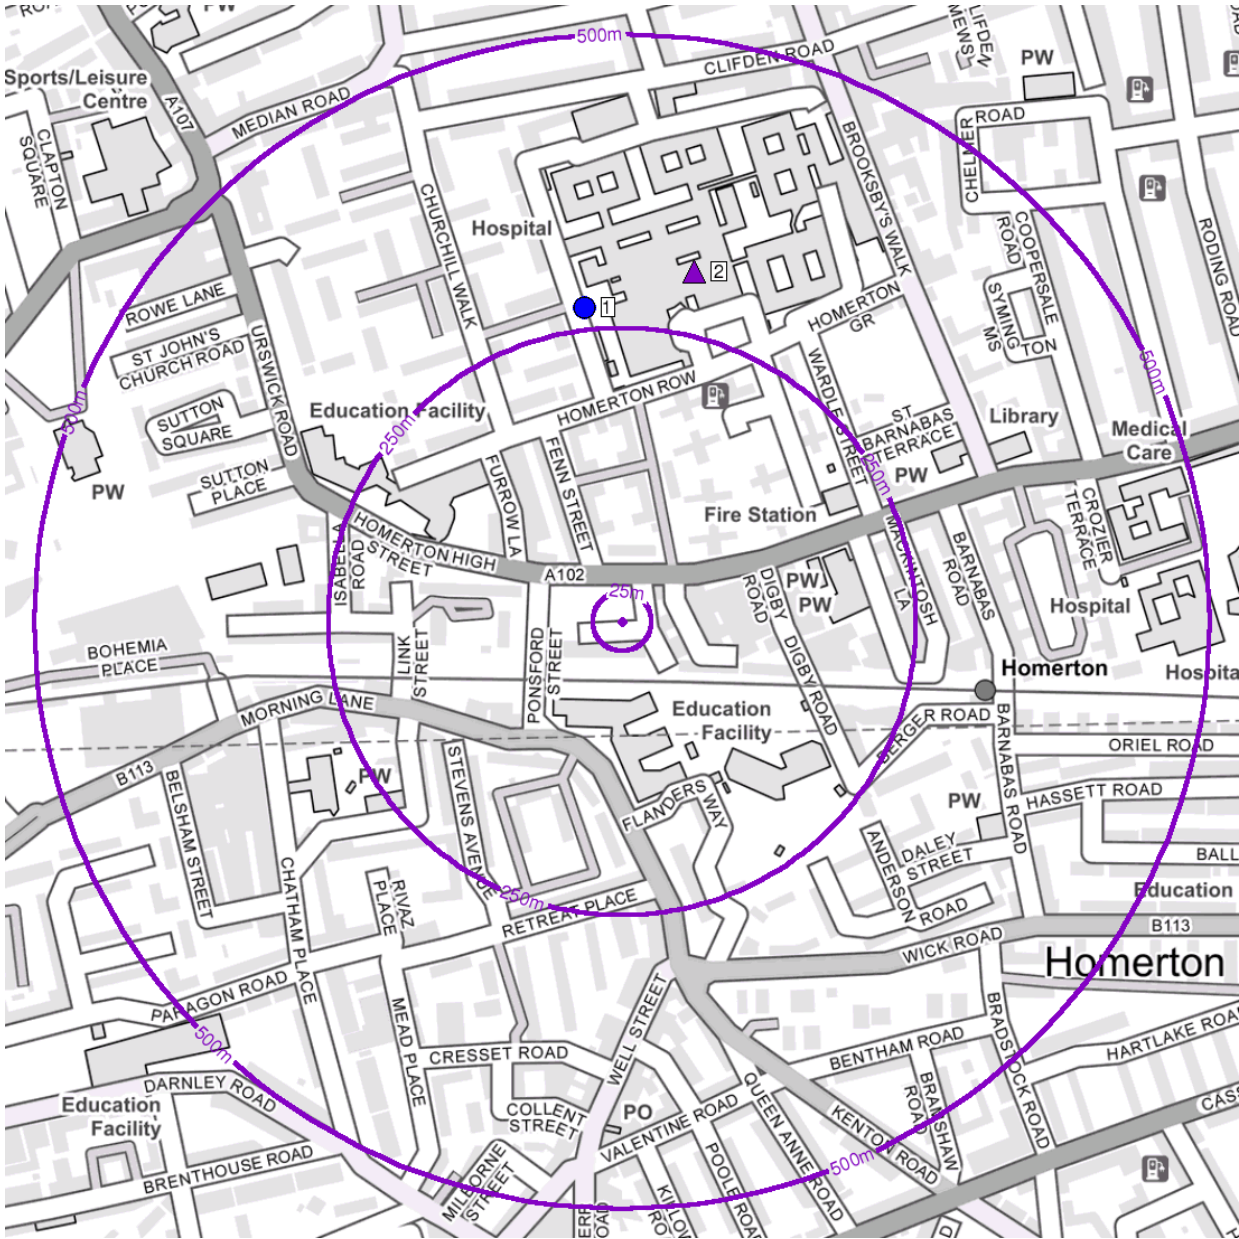 PW
500m
CLIFDEN ROAD
CLIFDEN
MEWS
PW
Sports/Leisure
Centre
A107
MEDIAN ROAD
CLAPTON
SQUARE
ROAD
CHELMER
BROOKSBY'S WALK
CHURCHILL WALK
Hospital
COOPERSALE
ROAD
RODING ROAD
2
1
ROWE LANE
ST JOHN'S
CHURCH ROAD
URSWICK ROAD
HOMERTON
GR
SYMING
TON
MS
500m
500m
SUTTON
SQUARE
Education Facility
250m
HOMERTON ROW
WARDLE STREET
ST
BARNABAS
TERRACE
Library
Medical
Care
PW
SUTTON
PLACE
FURROW LA
FENN STREET
250m
PW
Fire Station
CROZIER
TERRACE
ISABELLA
ROAD
HOMERTON HIGH
STREET
A102
MACKINTOSH
LA
BARNABAS
ROAD
25m
DIGBY
ROAD
PW
PW
Hospital
BOHEMIA
PLACE
LINK
STREET
PONSFORD
STREET
DIGBY ROAD
Homerton
Hospita
MORNING LANE
Education
Facility
BERGER ROAD
BARNABAS ROAD
ORIEL ROAD
B113
BELSHAM STREET
PW
STEVENS AVENUE
FLANDERS WAY
PW
HASSETT ROAD
DALEY
STREET
BALL
CHATHAM PLACE
RIVAZ
PLACE
250m
RETREAT PLACE
ANDERSON
ROAD
Education
WICK ROAD
B113
Homerton
PARAGON ROAD
MEAD PLACE
WELL STREET
BRADSTOCK ROAD
500m
CRESSET ROAD
BENTHAM ROAD
HARTLAKE ROA
DARNLEY ROAD
Education
Facility
COLLENT
STREET
PO
VALENTINE ROAD
QUEEN ANNE ROAD
KENTON ROAD
BRAMSHAW
ROAD
CASS
BRENTHOUSE ROAD
MILBORNE
STREET
POOLE ROAD
500m